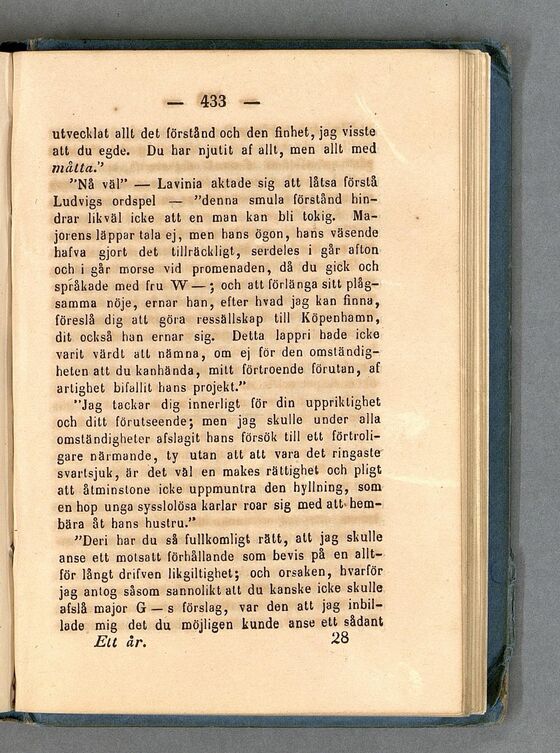 — 433 —
utvecklat allt det förstånd och den finhet, jag visste
att du egde. Du har njutit af allt, men allt med
måtta."
"Nå väl" — Lavinia aktade sig att låtsa förstå
Ludvigs ordspel — "denna smula förstånd hin-
drar likväl icke att en man kan bli tokig. Ma-
jorens läppar tala ej, men hans ögon, hans väsende
hafva gjort det tillräckligt, serdeles i går afton
och i går morse vid promenaden, då du gick och
språkade med fru W—; och att förlänga sitt plåg-
samma nöje, ernar han, efter hvad jag kan finna,
föreslå dig att göra ressällskap till Köpenhamn,
dit också han ernar sig. Detta lappri hade icke
varit värdt att nämna, om ej för den omständig-
heten att du kanhända, mitt förtroende förutan, af
artighet bifallit hans projekt."
"Jag tackar dig innerligt för din uppriktighet
och ditt förutseende; men jag skulle under alla
omständigheter afslagit hans försök till ett förtroli-
gare närmande, ty utan att att vara det ringaste
svartsjuk, är det väl en makes rättighet och pligt
att åtminstone icke uppmuntra den hyllning, som
en hop unga sysslolösa karlar roar sig med att hem-
bära åt hans hustru."
"Deri har du så fullkomligt rätt, att jag skulle
anse ett motsatt förhållande som bevis på en allt-
för långt drifven likgiltighet; och orsaken, hvarför
jag antog såsom sannolikt att du kanske icke skulle
afslå major G—s förslag, var den att jag inbil-
lade mig det du möjligen kunde anse ett sådant
Ett år. 28